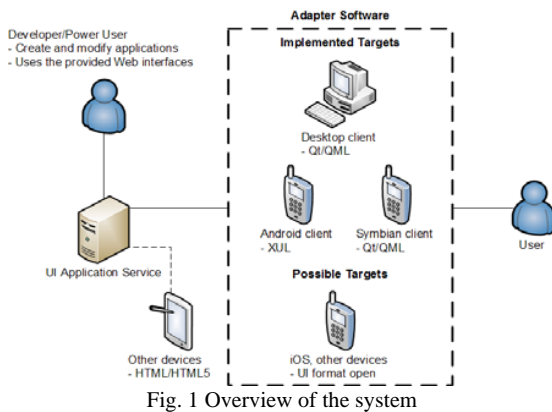 Adapter Software
Developer/Power User
- Create and modify applications
- Uses the provided Web interfaces
Implemented Targets
Desktop client
- Qt/QML
Android client
- XUL
Symbian client
- Qt/QML
User
UI Application Service
Possible Targets
Other devices
- HTML/HTML5
iOS, other devices
- UI format open
Fig. 1 Overview of the system